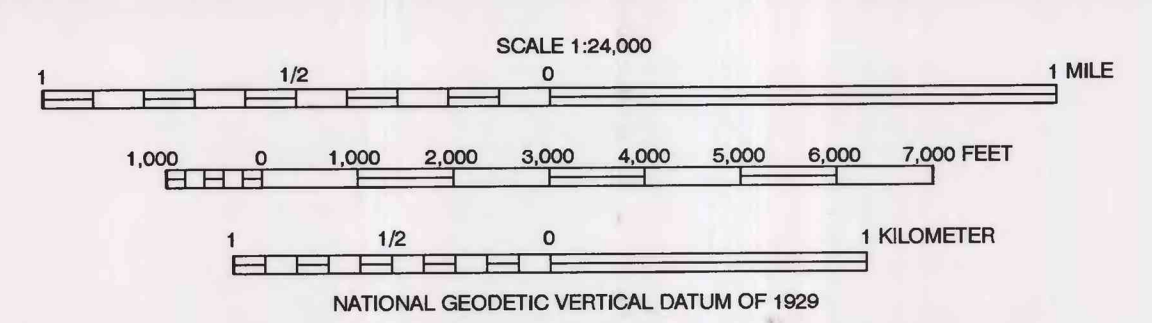 SCALE 1:24,000
1 1/2 0 1 MILE
1,000 0 1,000 2,000 3,000 4,000 5,000 6,000 7,000 FEET
1 1/2 0 1 KILOMETER
NATIONAL GEODETIC VERTICAL DATUM OF 1929